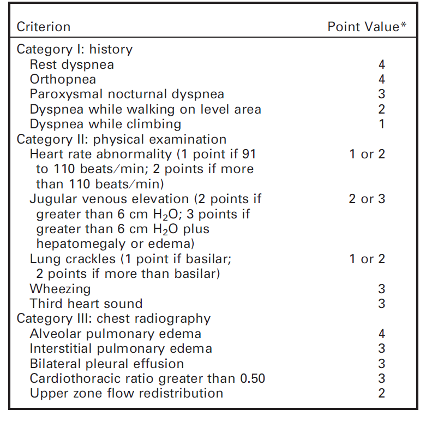 Criterion Point Value*
Category I: history
Rest dyspnea 4
Orthopnea 4
Paroxysmal nocturnal dyspnea 3
Dyspnea while walking on level area 2
Dyspnea while climbing 1
Category II: physical examination
Heart rate abnormality (1 point if 91 1 or 2
to 110 beats/min; 2 points if more
than 110 beats/min)
Jugular venous elevation (2 points if 2 or 3
greater than 6 cm H₂O; 3 points if
greater than 6 cm H₂O plus
hepatomegaly or edema)
Lung crackles (1 point if basilar; 1 or 2
2 points if more than basilar)
Wheezing 3
Third heart sound 3
Category III: chest radiography
Alveolar pulmonary edema 4
Interstitial pulmonary edema 3
Bilateral pleural effusion 3
Cardiothoracic ratio greater than 0.50 3
Upper zone flow redistribution 2